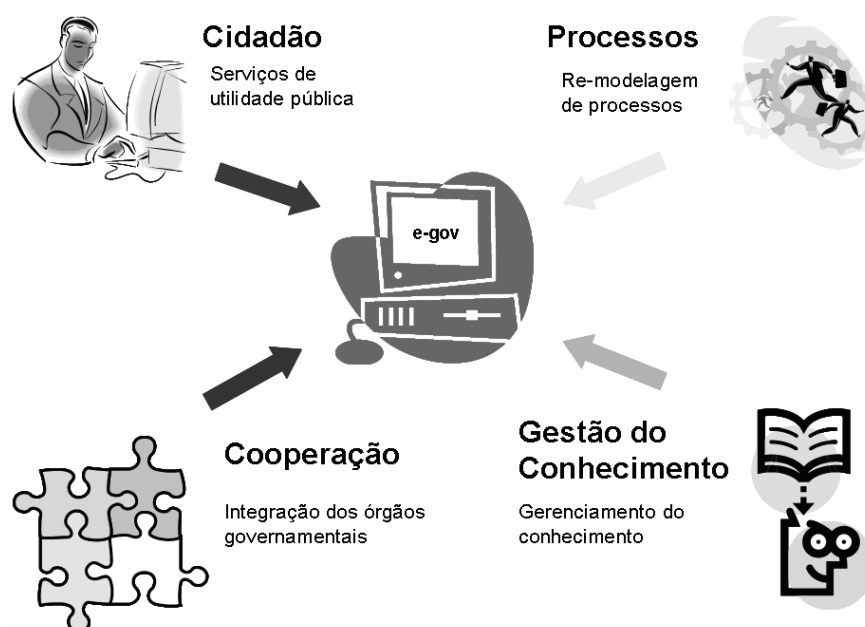 Cidadão
Serviços de
utilidade pública
Processos
Re-modelagem
de processos
e-gov
Cooperação
Integração dos órgãos
governamentais
Gestão do
Conhecimento
Gerenciamento do
conhecimento